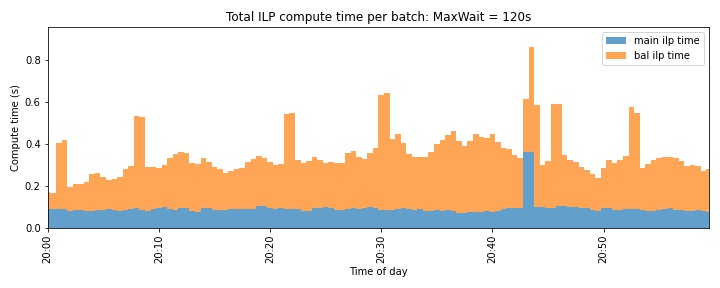 Total ILP compute time per batch: MaxWait = 120s
main ilp time
bal ilp time
Compute time (s)
0.8
0.6
0.4
0.2
0.0
20:00
20:10
20:20
20:30
20:40
20:50
Time of day